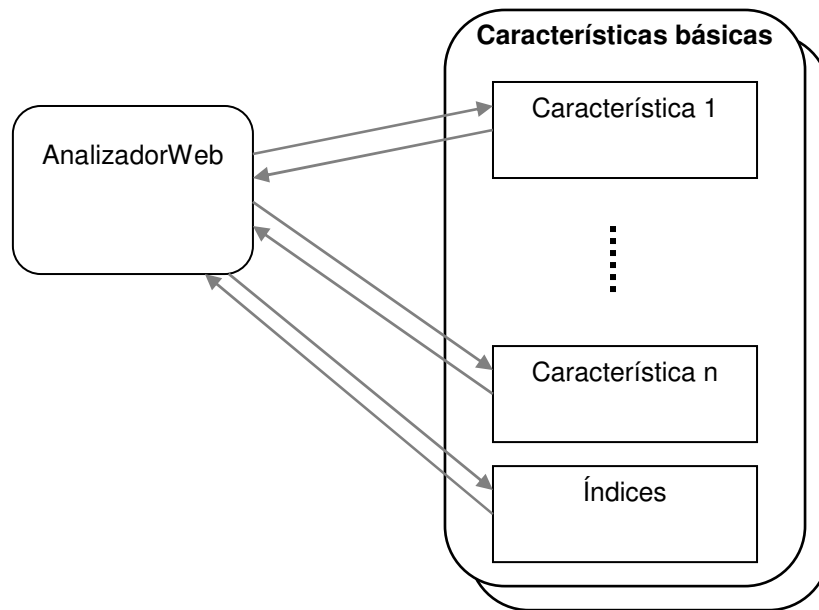 Características básicas
Característica 1
AnalizadorWeb
Característica n
Índices